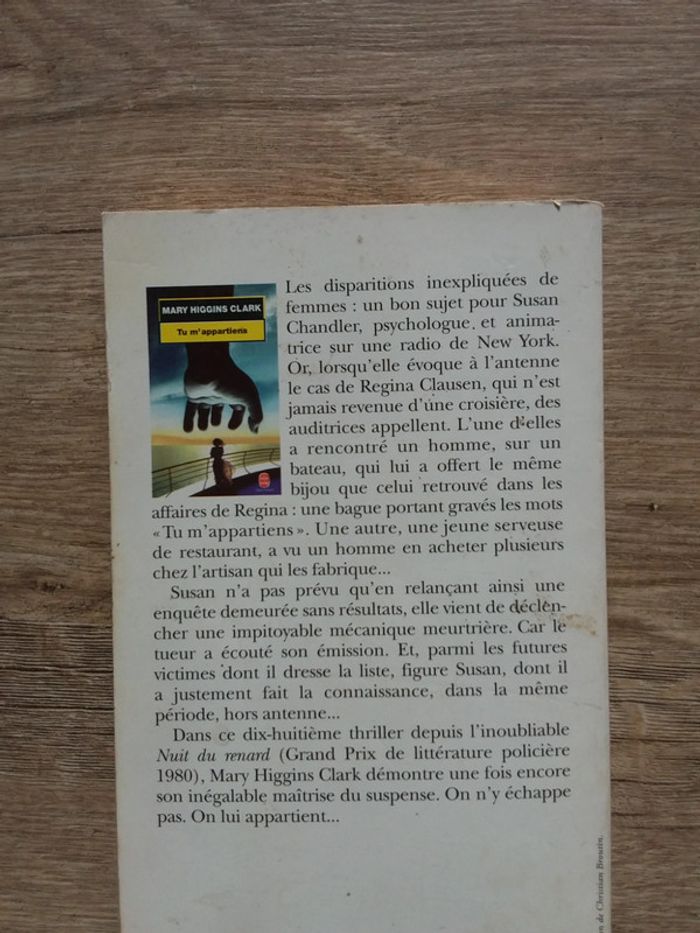 MARY HIGGINS CLARK
Tu m'appartiens
Les disparitions inexpliquées de
femmes : un bon sujet pour Susan
Chandler, psychologue et anima-
trice sur une radio de New York.
Or, lorsqu'elle évoque à l'antenne
le cas de Regina Clausen, qui n'est
jamais revenue d'une croisière, des
auditrices appellent. L'une d'elles
a rencontré un homme, sur un
bateau, qui lui a offert le même
bijou que celui retrouvé dans les
affaires de Regina : une bague portant gravés les mots
« Tu m'appartiens ». Une autre, une jeune serveuse
de restaurant, a vu un homme en acheter plusieurs
chez l'artisan qui les fabrique...
Susan n'a pas prévu qu'en relançant ainsi une
enquête demeurée sans résultats, elle vient de déclen-
cher une impitoyable mécanique meurtrière. Car le
tueur a écouté son émission. Et, parmi les futures
victimes dont il dresse la liste, figure Susan, dont il
a justement fait la connaissance, dans la même
période, hors antenne...
Dans ce dix-huitième thriller depuis l'inoubliable
Nuit du renard (Grand Prix de littérature policière
1980), Mary Higgins Clark démontre une fois encore
son inégalable maîtrise du suspense. On n'y échappe
pas. On lui appartient...
on de Christian Broutin.